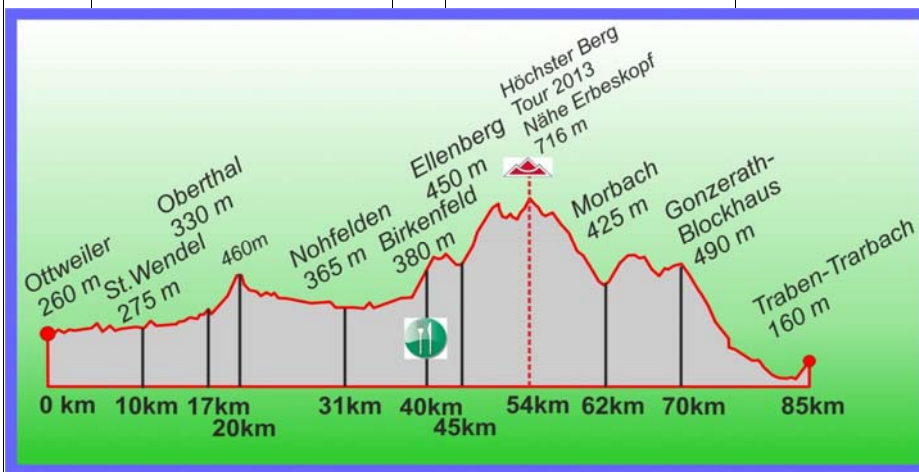 Ottweiler
260 m
St.Wendel
275 m
Oberthal
330 m
460m
Nohfelden
365 m
Birkenfeld
380 m
Ellenberg
450 m
Höchster Berg
Tour 2013
Nähe Erbeskopf
716 m
Morbach
425 m
Gonzerath-
Blockhaus
490 m
Traben-Trarbach
160 m
0 km
10km
17km
20km
31km
40km
45km
54km
62km
70km
85km